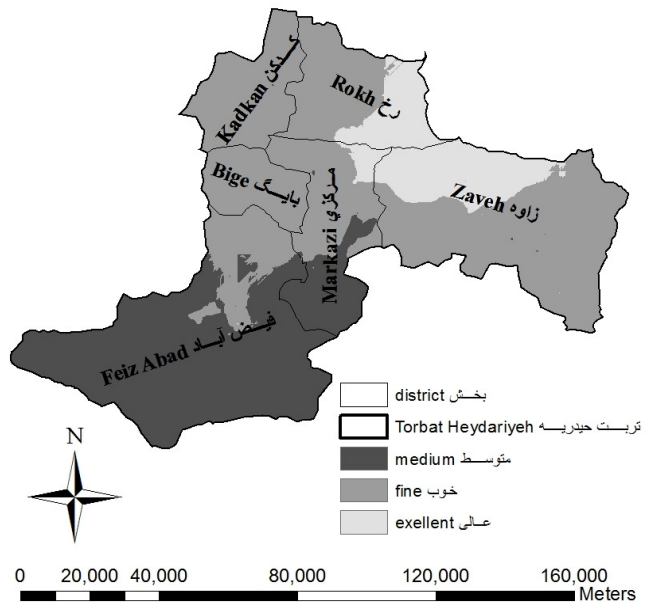 Kadkan کدکن
Rokh رخ
Bige بایگ
Markazi مرکزي
Zaveh زاوه
Feiz Abad فیض آباد
district بخش
Torbat Heydariyeh تربت حیدریه
medium متوسط
fine خوب
exellent عالی
N
0 20,000 40,000 80,000 120,000 160,000
Meters